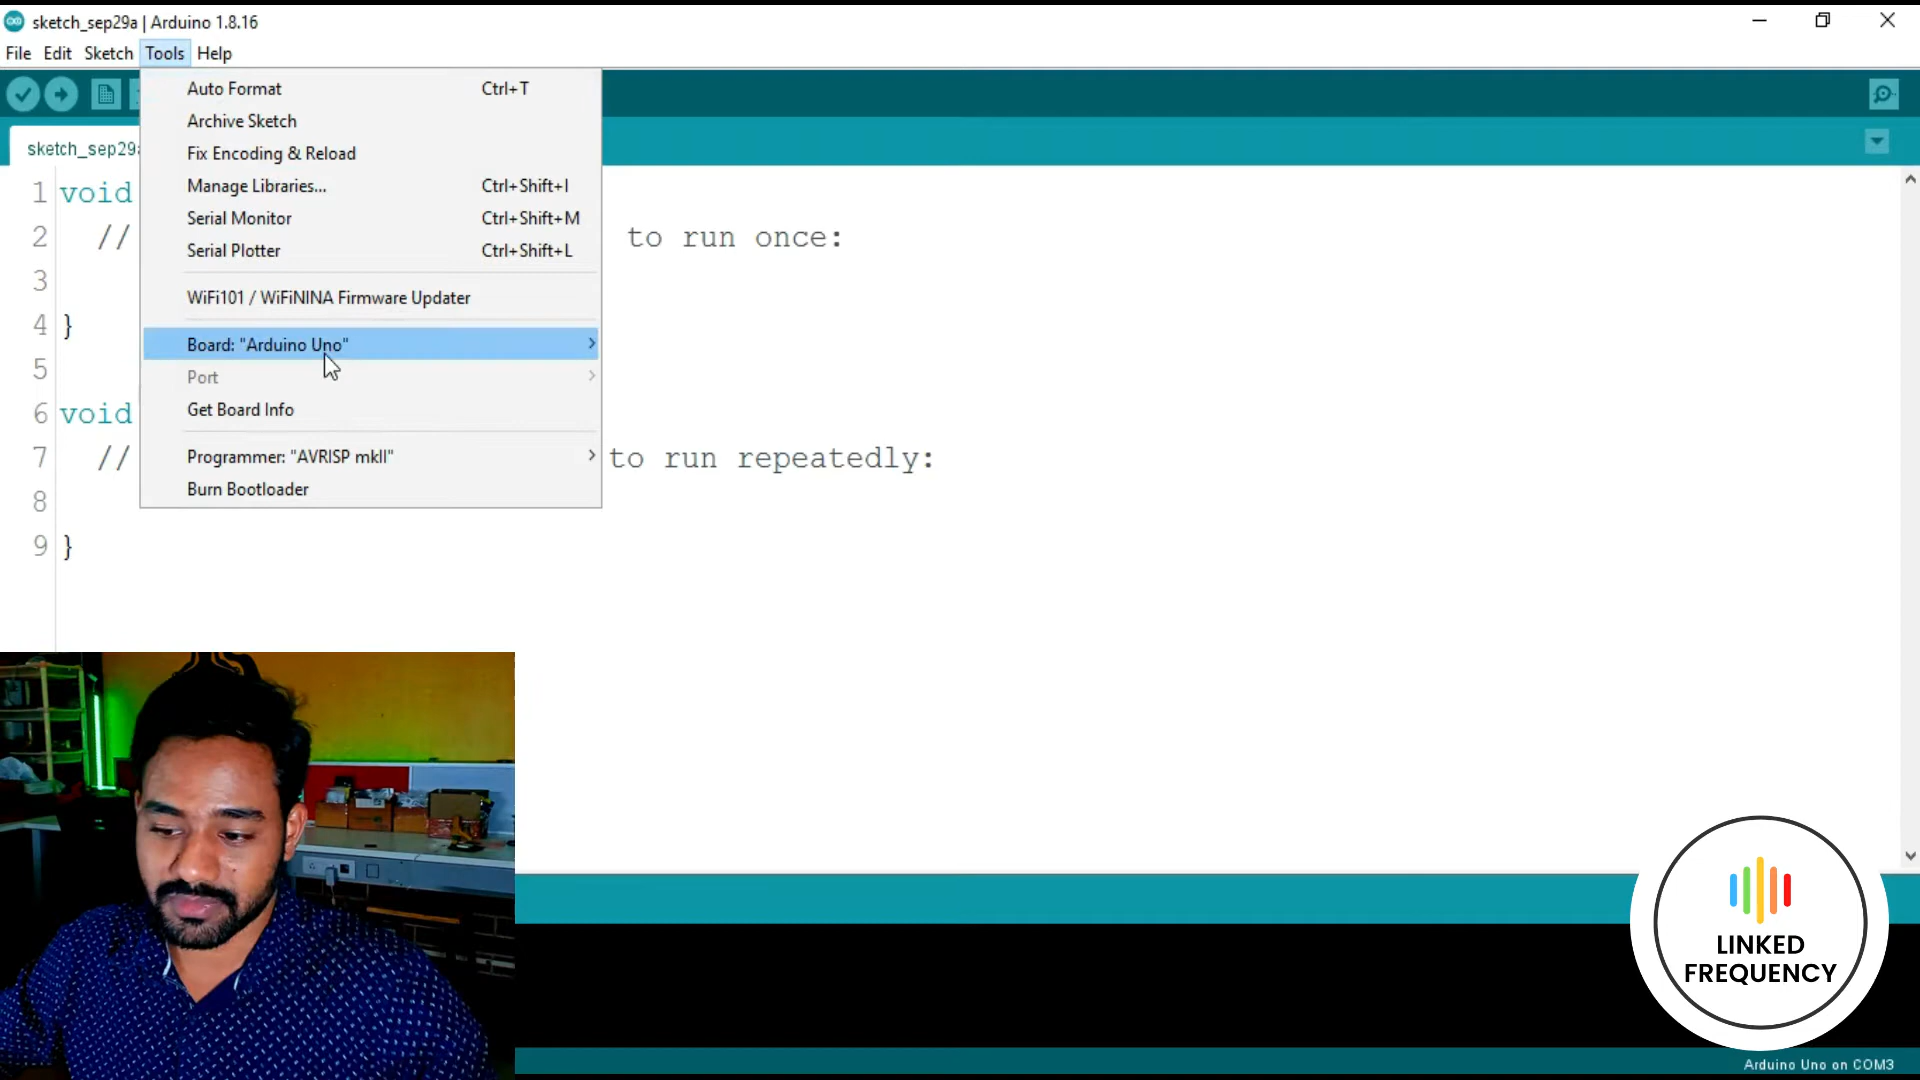 sketch_sep29a | Arduino 1.8.16
File Edit Sketch Tools Help
Auto Format Ctrl+T
Archive Sketch
Fix Encoding & Reload
Manage Libraries... Ctrl+Shift+I
Serial Monitor Ctrl+Shift+M
Serial Plotter Ctrl+Shift+L
WiFi101 / WiFiNINA Firmware Updater
Board: "Arduino Uno"
Port
Get Board Info
Programmer: "AVRISP mkII"
Burn Bootloader
sketch_sep29a
1 void
2 // to run once:
3
4 }
5
6 void
7 // to run repeatedly:
8
9 }
LINKED
FREQUENCY
Arduino Uno on COM3